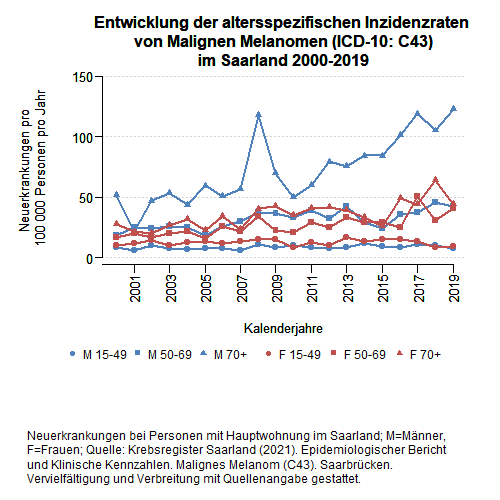 Entwicklung der altersspezifischen Inzidenzraten
von Malignen Melanomen (ICD-10: C43)
im Saarland 2000-2019
Neuerkrankungen pro
100 000 Personen pro Jahr
150
100
50
0
2001
2003
2005
2007
2009
2011
2013
2015
2017
2019
Kalenderjahre
M 15-49 M 50-69 M 70+ F 15-49 F 50-69 F 70+
Neuerkrankungen bei Personen mit Hauptwohnung im Saarland; M=Männer,
F=Frauen; Quelle: Krebsregister Saarland (2021). Epidemiologischer Bericht
und Klinische Kennzahlen. Malignes Melanom (C43). Saarbrücken.
Vervielfältigung und Verbreitung mit Quellenangabe gestattet.